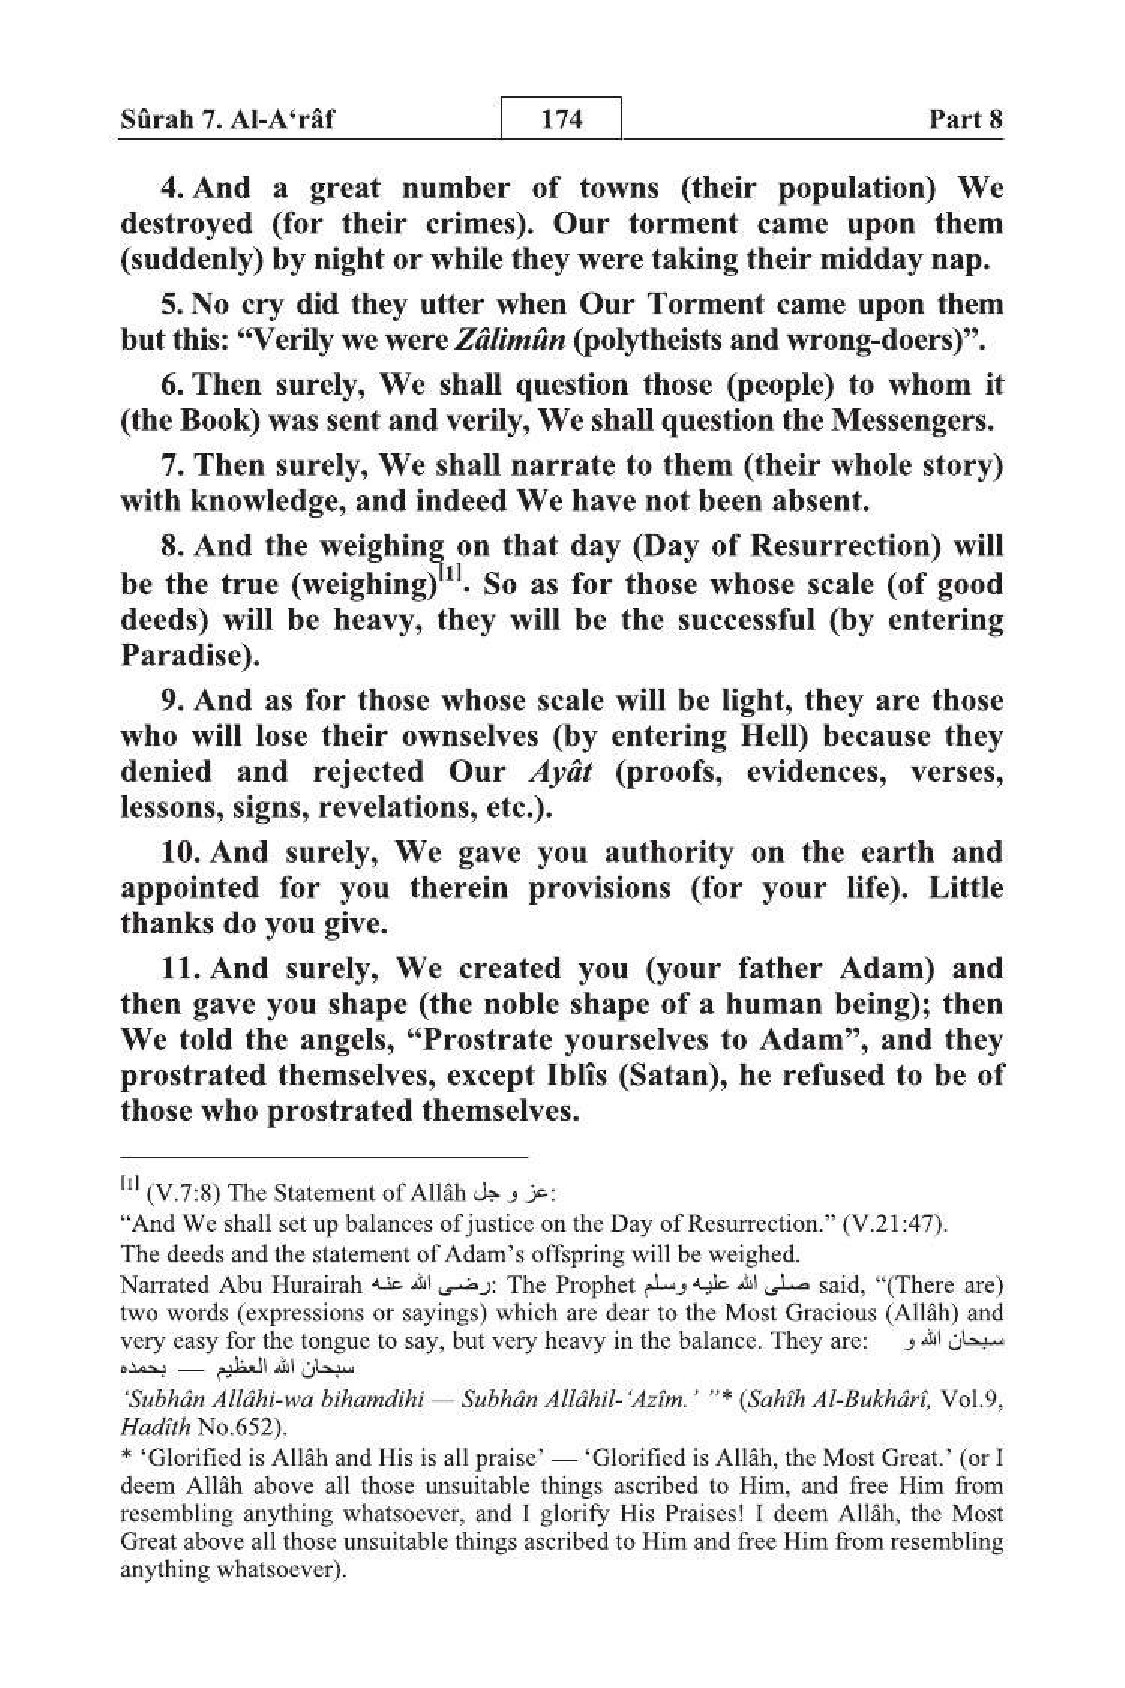 Sûrah 7. Al-A‘râf 174 Part 8
4. And a great number of towns (their population) We
destroyed (for their crimes). Our torment came upon them
(suddenly) by night or while they were taking their midday nap.
5. No cry did they utter when Our Torment came upon them
but this: “Verily we were Zâlimûn (polytheists and wrong-doers)”.
6. Then surely, We shall question those (people) to whom it
(the Book) was sent and verily, We shall question the Messengers.
7. Then surely, We shall narrate to them (their whole story)
with knowledge, and indeed We have not been absent.
8. And the weighing on that day (Day of Resurrection) will
be the true (weighing)[1]. So as for those whose scale (of good
deeds) will be heavy, they will be the successful (by entering
Paradise).
9. And as for those whose scale will be light, they are those
who will lose their ownselves (by entering Hell) because they
denied and rejected Our Ayât (proofs, evidences, verses,
lessons, signs, revelations, etc.).
10. And surely, We gave you authority on the earth and
appointed for you therein provisions (for your life). Little
thanks do you give.
11. And surely, We created you (your father Adam) and
then gave you shape (the noble shape of a human being); then
We told the angels, “Prostrate yourselves to Adam”, and they
prostrated themselves, except Iblîs (Satan), he refused to be of
those who prostrated themselves.
[1] (V.7:8) The Statement of Allâh عز و جل:
“And We shall set up balances of justice on the Day of Resurrection.” (V.21:47).
The deeds and the statement of Adam’s offspring will be weighed.
Narrated Abu Hurairah رضى الله عنه: The Prophet صلى الله عليه وسلم said, “(There are)
two words (expressions or sayings) which are dear to the Most Gracious (Allâh) and
very easy for the tongue to say, but very heavy in the balance. They are: سبحان الله و
بحمده — سبحان الله العظيم
‘Subhân Allâhi-wa bihamdihi — Subhân Allâhil-‘Azîm.’ ”* (Sahîh Al-Bukhârî, Vol.9,
Hadîth No.652).
* ‘Glorified is Allâh and His is all praise’ — ‘Glorified is Allâh, the Most Great.’ (or I
deem Allâh above all those unsuitable things ascribed to Him, and free Him from
resembling anything whatsoever, and I glorify His Praises! I deem Allâh, the Most
Great above all those unsuitable things ascribed to Him and free Him from resembling
anything whatsoever).